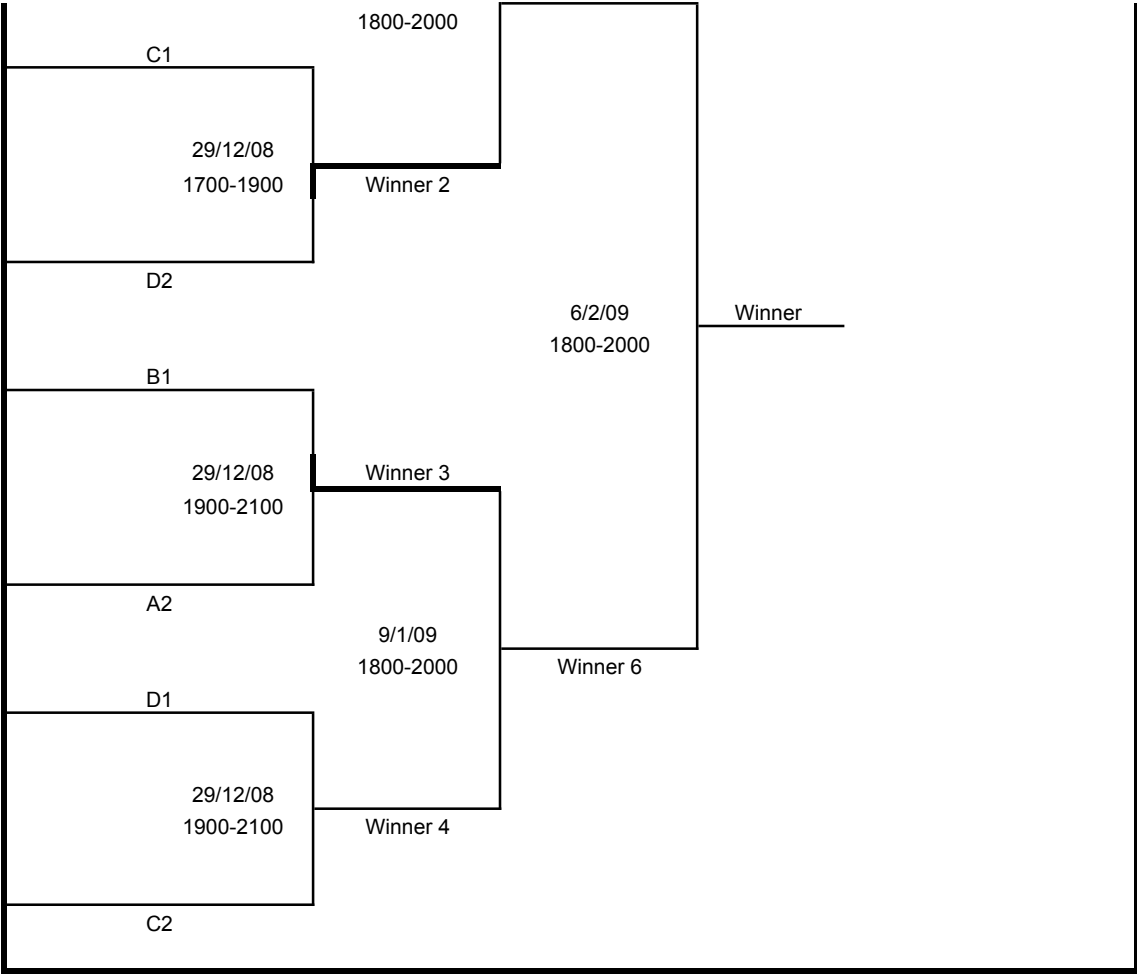 1800-2000
C1
29/12/08
1700-1900
Winner 2
D2
6/2/09
1800-2000
Winner
B1
29/12/08
1900-2100
Winner 3
A2
9/1/09
1800-2000
Winner 6
D1
29/12/08
1900-2100
Winner 4
C2